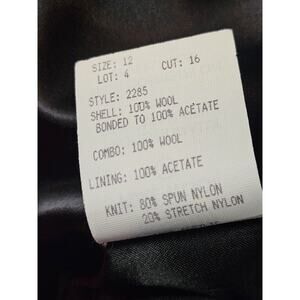 SIZE: 12
LOT: 4 CUT: 16
STYLE: 2285
SHELL: 100% WOOL
BONDED TO 100% ACETATE
COMBO: 100% WOOL
LINING: 100% ACETATE
KNIT: 80% SPUN NYLON
20% STRETCH NYLON